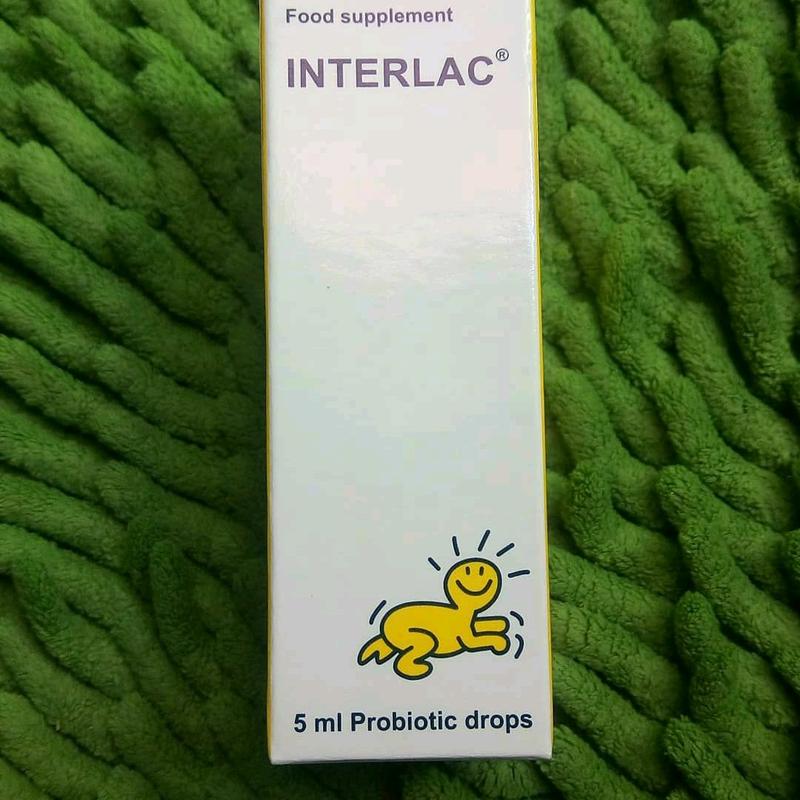 Food supplement
INTERLAC®
5 ml Probiotic drops